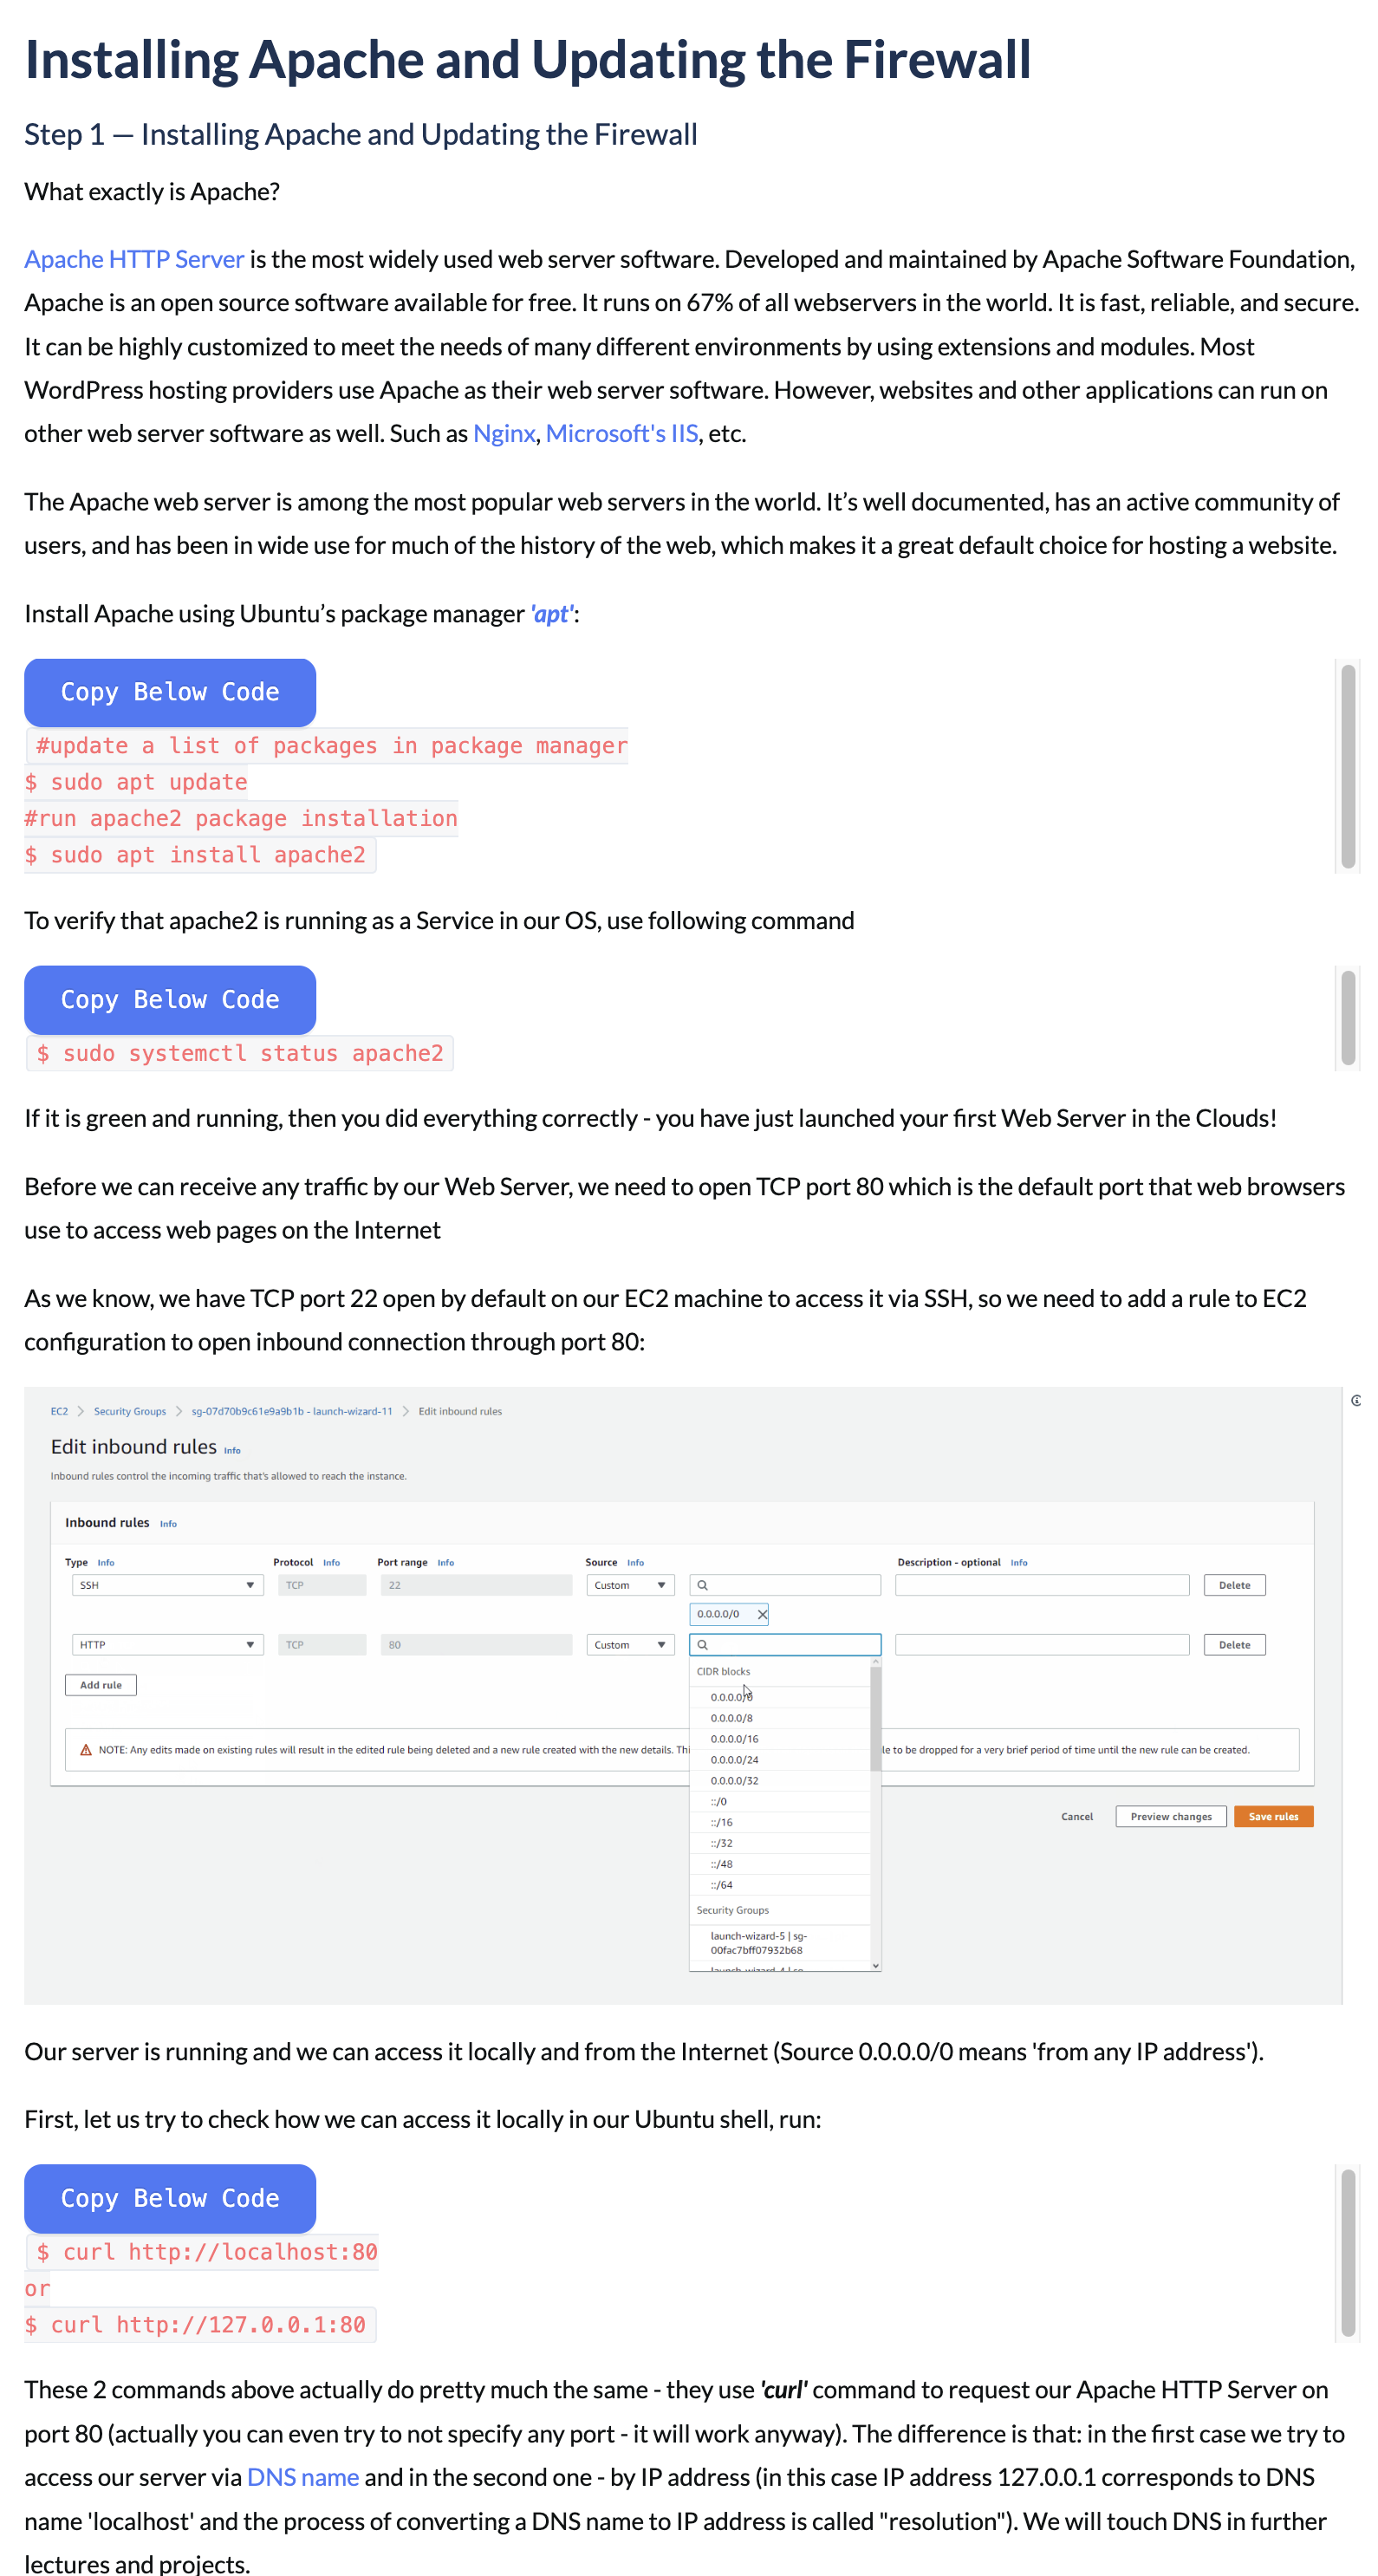 Installing Apache and Updating the Firewall
Step 1 — Installing Apache and Updating the Firewall
What exactly is Apache?
Apache HTTP Server is the most widely used web server software. Developed and maintained by Apache Software Foundation,
Apache is an open source software available for free. It runs on 67% of all webservers in the world. It is fast, reliable, and secure.
It can be highly customized to meet the needs of many different environments by using extensions and modules. Most
WordPress hosting providers use Apache as their web server software. However, websites and other applications can run on
other web server software as well. Such as Nginx, Microsoft's IIS, etc.
The Apache web server is among the most popular web servers in the world. It’s well documented, has an active community of
users, and has been in wide use for much of the history of the web, which makes it a great default choice for hosting a website.
Install Apache using Ubuntu’s package manager 'apt':
Copy Below Code
#update a list of packages in package manager
$ sudo apt update
#run apache2 package installation
$ sudo apt install apache2
To verify that apache2 is running as a Service in our OS, use following command
Copy Below Code
$ sudo systemctl status apache2
If it is green and running, then you did everything correctly - you have just launched your first Web Server in the Clouds!
Before we can receive any traffic by our Web Server, we need to open TCP port 80 which is the default port that web browsers
use to access web pages on the Internet
As we know, we have TCP port 22 open by default on our EC2 machine to access it via SSH, so we need to add a rule to EC2
configuration to open inbound connection through port 80:
EC2 > Security Groups > sg-07d70b9c61e9a9b1b - launch-wizard-11 > Edit inbound rules
Edit inbound rules Info
Inbound rules control the incoming traffic that's allowed to reach the instance.
Inbound rules Info
Type Info Protocol Info Port range Info Source Info Description - optional Info
SSH TCP 22 Custom Delete
0.0.0.0/0
HTTP TCP 80 Custom Delete
CIDR blocks
Add rule
0.0.0.0/0
0.0.0.0/8
0.0.0.0/16
NOTE: Any edits made on existing rules will result in the edited rule being deleted and a new rule created with the new details. Thi le to be dropped for a very brief period of time until the new rule can be created.
0.0.0.0/24
0.0.0.0/32
::/0
Cancel Preview changes Save rules
::/16
::/32
::/48
::/64
Security Groups
launch-wizard-5 | sg-
00fac7bff07932b68
launch-wizard-4 | sg-
Our server is running and we can access it locally and from the Internet (Source 0.0.0.0/0 means 'from any IP address').
First, let us try to check how we can access it locally in our Ubuntu shell, run:
Copy Below Code
$ curl http://localhost:80
or
$ curl http://127.0.0.1:80
These 2 commands above actually do pretty much the same - they use 'curl' command to request our Apache HTTP Server on
port 80 (actually you can even try to not specify any port - it will work anyway). The difference is that: in the first case we try to
access our server via DNS name and in the second one - by IP address (in this case IP address 127.0.0.1 corresponds to DNS
name 'localhost' and the process of converting a DNS name to IP address is called "resolution"). We will touch DNS in further
lectures and projects.